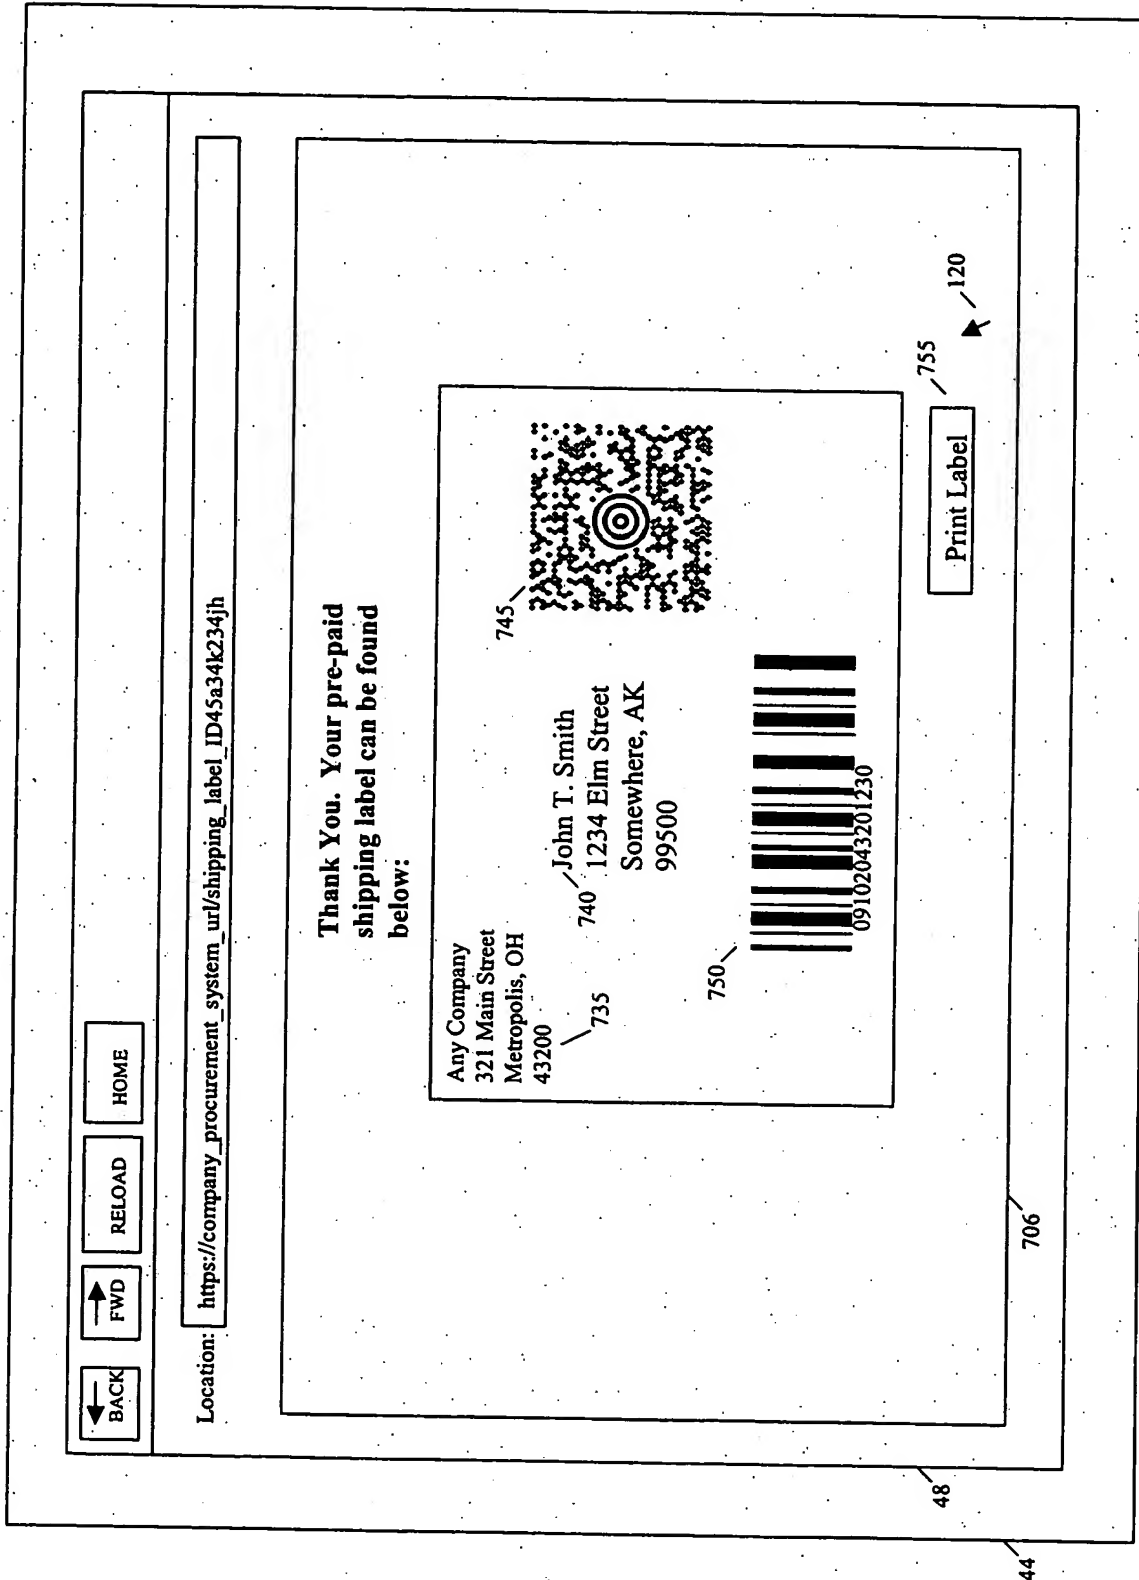 BACK
FWD
RELOAD
HOME
Location: https://company_procurement_system_url/shipping_label_ID45a34k234jh
Thank You. Your pre-paid
shipping label can be found
below:
Any Company
321 Main Street
Metropolis, OH
43200
735
740
John T. Smith
1234 Elm Street
Somewhere, AK
99500
745
750
09102043201230
Print Label
755
120
706
48
44